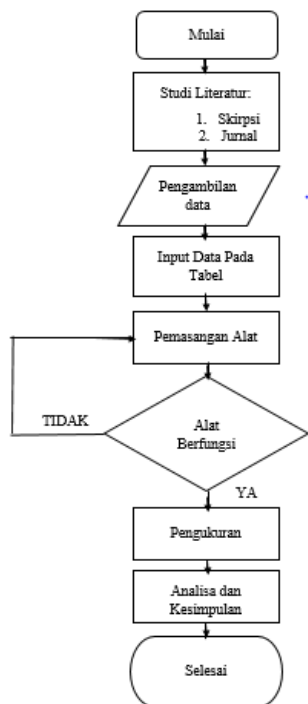 Mulai
Studi Literatur:
1. Skirpsi
2. Jurnal
Pengambilan
data
Input Data Pada
Tabel
Pemasangan Alat
TIDAK
Alat
Berfungsi
YA
Pengukuran
Analisa dan
Kesimpulan
Selesai